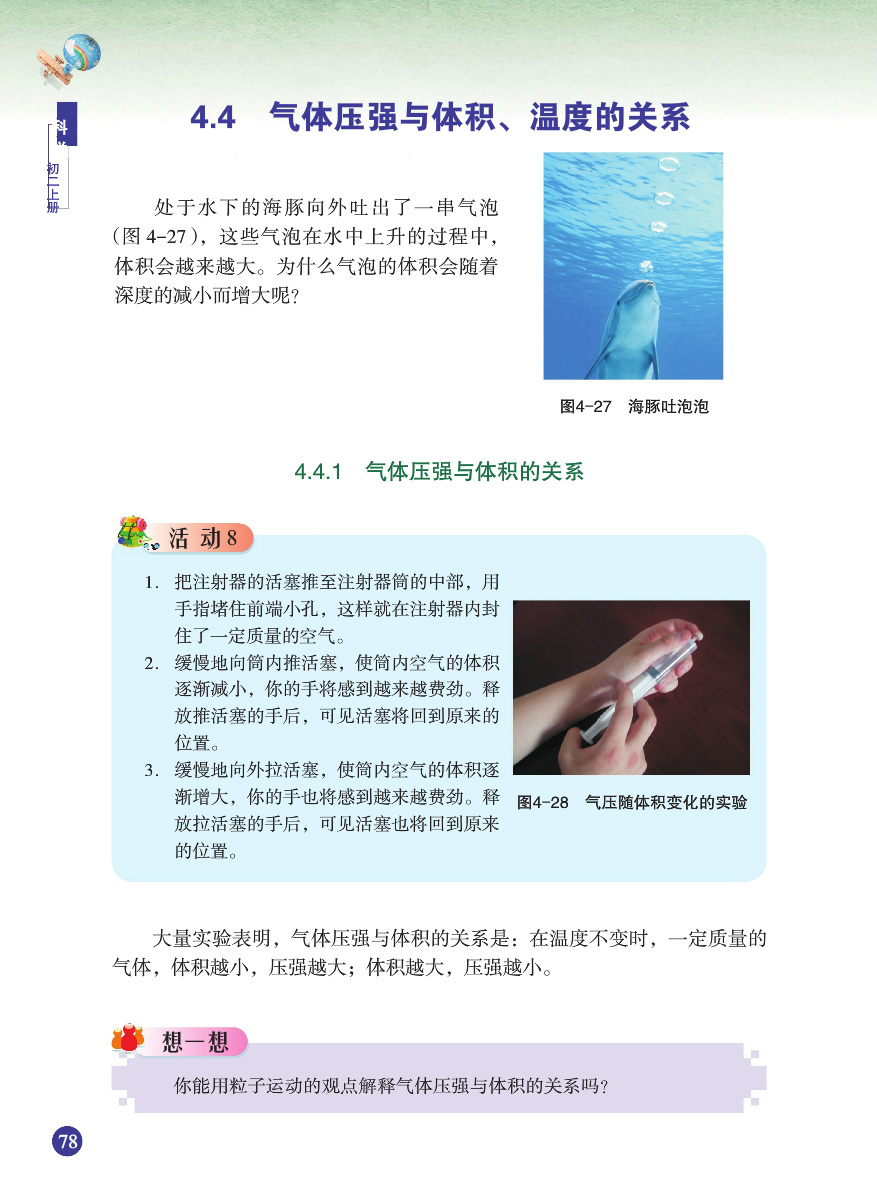 科
初二上册
4.4 气体压强与体积、温度的关系
处于水下的海豚向外吐出了一串气泡
（图 4-27），这些气泡在水中上升的过程中，
体积会越来越大。为什么气泡的体积会随着
深度的减小而增大呢？
图4-27 海豚吐泡泡
4.4.1 气体压强与体积的关系
活 动 8
1. 把注射器的活塞推至注射器筒的中部，用
手指堵住前端小孔，这样就在注射器内封
住了一定质量的空气。
2. 缓慢地向筒内推活塞，使筒内空气的体积
逐渐减小，你的手将感到越来越费劲。释
放推活塞的手后，可见活塞将回到原来的
位置。
3. 缓慢地向外拉活塞，使筒内空气的体积逐
渐增大，你的手也将感到越来越费劲。释
放拉活塞的手后，可见活塞也将回到原来
的位置。
图4-28 气压随体积变化的实验
大量实验表明，气体压强与体积的关系是：在温度不变时，一定质量的
气体，体积越小，压强越大；体积越大，压强越小。
想一想
你能用粒子运动的观点解释气体压强与体积的关系吗？
78